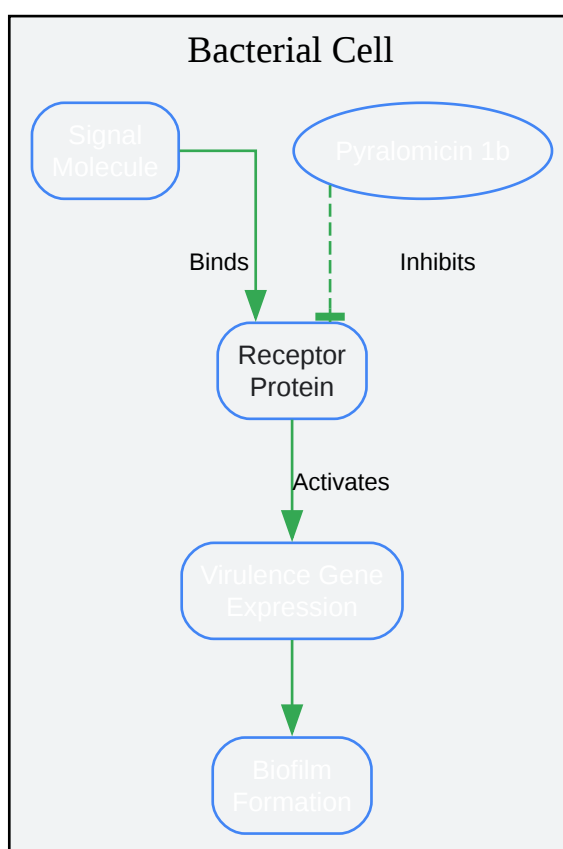 Bacterial Cell
Signal
Molecule
Pyralomicin 1b
Binds
Inhibits
Receptor
Protein
Activates
Virulence Gene
Expression
Biofilm
Formation